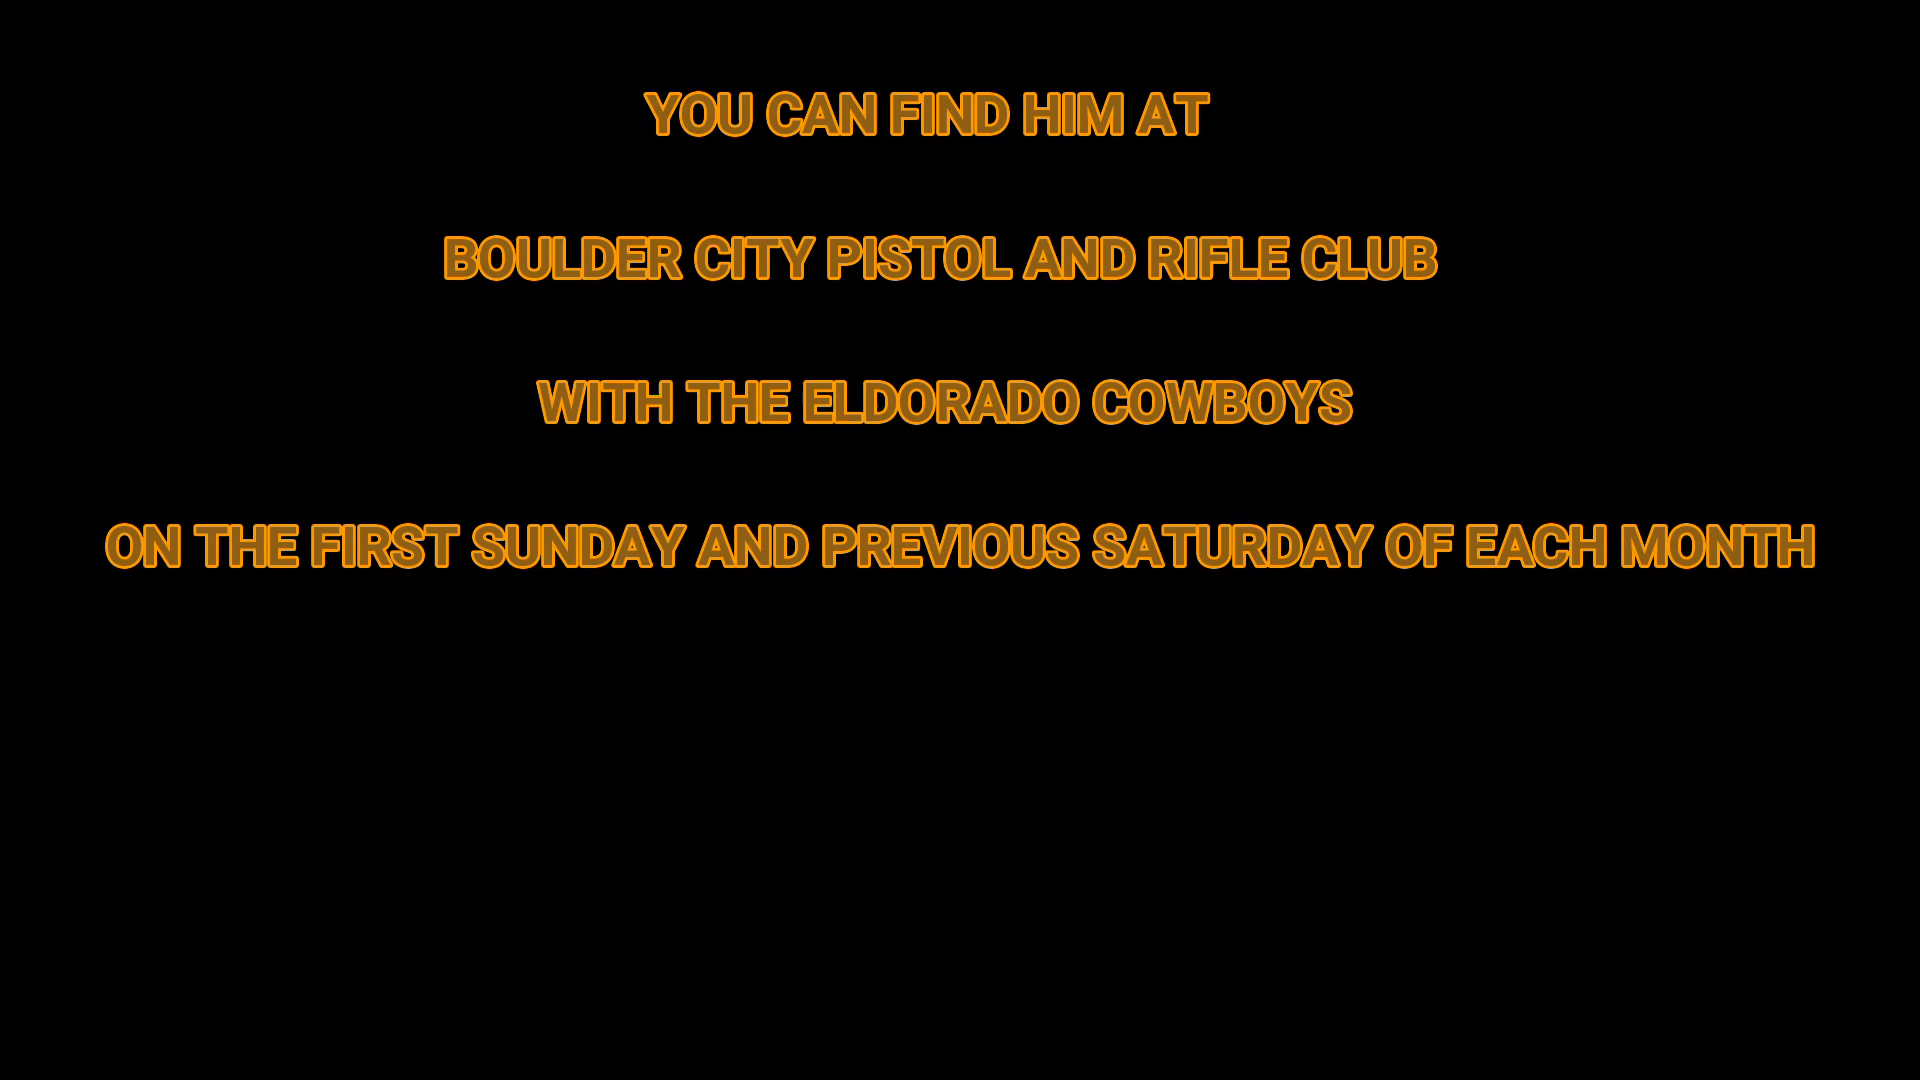 YOU CAN FIND HIM AT
BOULDER CITY PISTOL AND RIFLE CLUB
WITH THE ELDORADO COWBOYS
ON THE FIRST SUNDAY AND PREVIOUS SATURDAY OF EACH MONTH